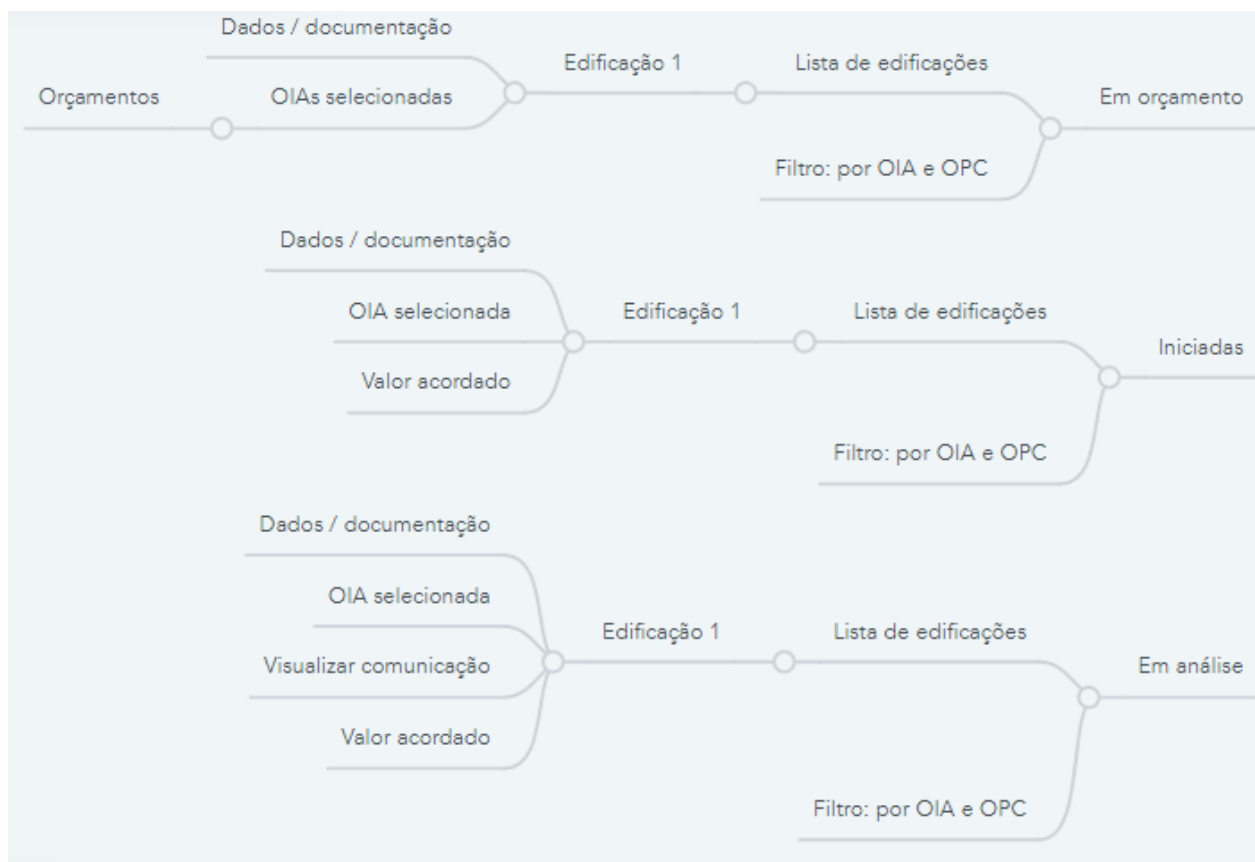 Dados / documentação
Edificação 1
Lista de edificações
Orçamentos
OIAs selecionadas
Em orçamento
Filtro: por OIA e OPC
Dados / documentação
OIA selecionada
Edificação 1
Lista de edificações
Iniciadas
Valor acordado
Filtro: por OIA e OPC
Dados / documentação
OIA selecionada
Edificação 1
Lista de edificações
Visualizar comunicação
Em análise
Valor acordado
Filtro: por OIA e OPC